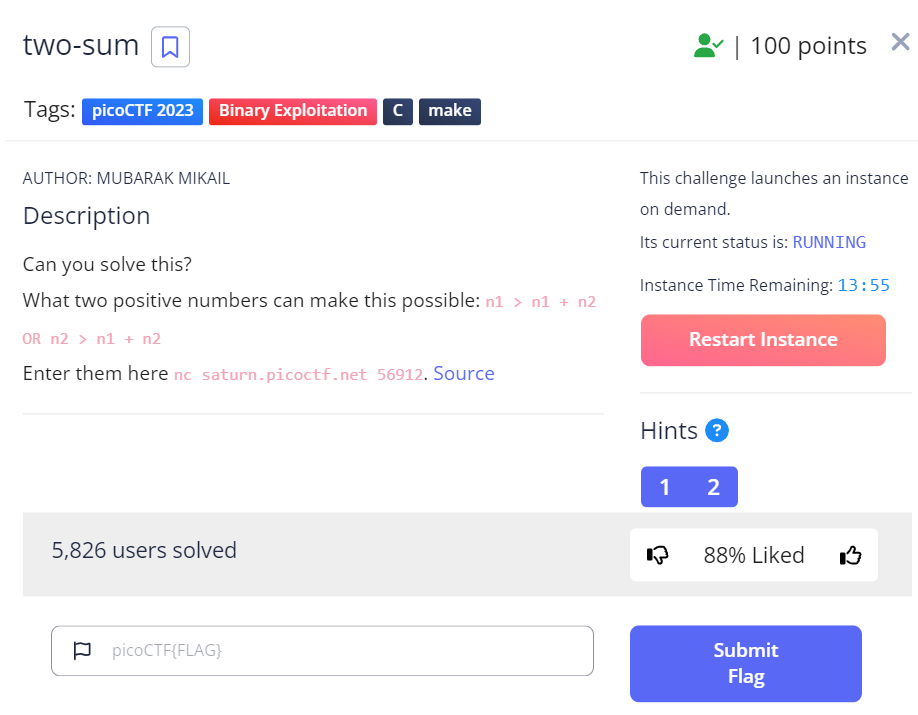 two-sum
| 100 points
Tags: picoCTF 2023 Binary Exploitation C make
AUTHOR: MUBARAK MIKAIL
Description
Can you solve this?
What two positive numbers can make this possible: n1 > n1 + n2
OR n2 > n1 + n2
Enter them here nc saturn.picoctf.net 56912. Source
This challenge launches an instance
on demand.
Its current status is: RUNNING
Instance Time Remaining: 13:55
Restart Instance
Hints ?
1 2
5,826 users solved
88% Liked
picoCTF{FLAG}
Submit
Flag